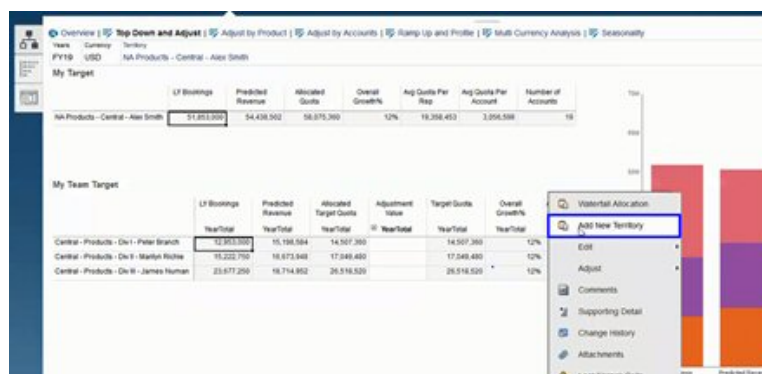 Overview | Top Down and Adjust | Adjust by Product | Adjust by Accounts | Ramp Up and Profile | Multi Currency Analysis | Seasonality
Years Currency Territory
FY19 USD NA Products - Central - Alex Smith
My Target
LY Bookings Predicted Revenue Allocated Quota Overall Growth% Avg Quota Per Rep Avg Quota Per Account Number of Accounts
NA Products - Central - Alex Smith 51,853,000 54,438,502 58,075,360 12% 19,358,453 3,056,598 19
My Team Target
LY Bookings Predicted Revenue Allocated Target Quota Adjustment Value Target Quota Overall Growth%
YearTotal YearTotal YearTotal YearTotal YearTotal YearTotal
Central - Products - Div I - Peter Branch 12,953,000 15,198,584 14,507,360 14,507,360 12%
Central - Products - Div II - Marilyn Richie 15,222,750 18,673,948 17,049,480 17,049,480 12%
Central - Products - Div III - James Human 23,677,250 18,714,952 26,518,520 26,518,520 12%
Waterfall Allocation
Add New Territory
Edit
Adjust
Comments
Supporting Detail
Change History
Attachments